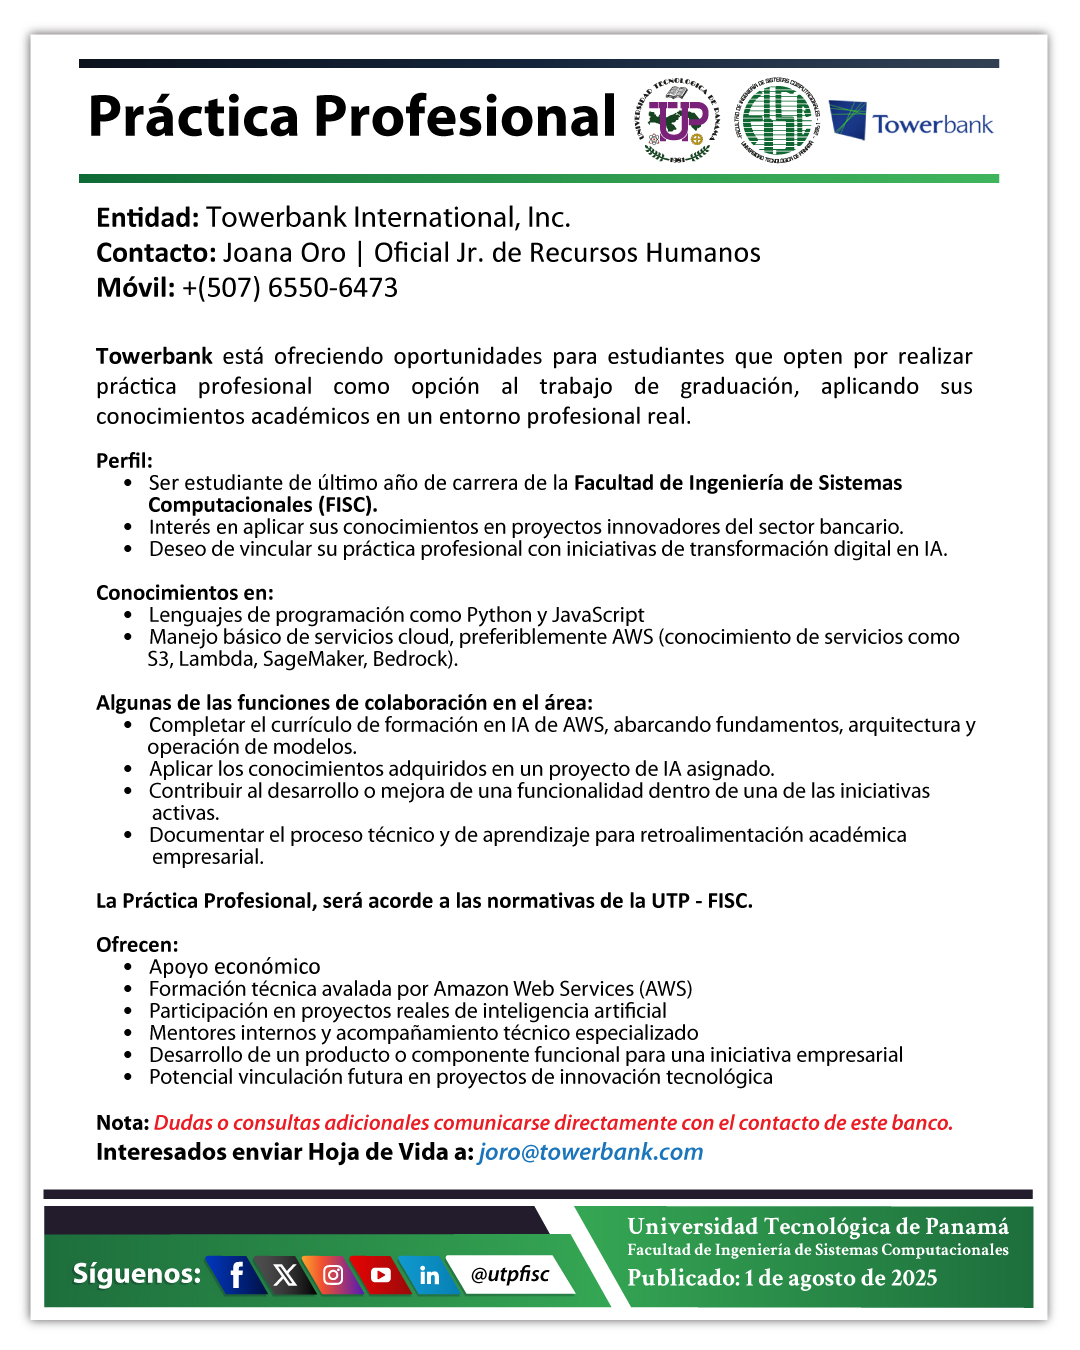 Práctica Profesional
UNIVERSIDAD TECNOLÓGICA DE PANAMÁ
UTP
1981
FACULTAD DE INGENIERÍA DE SISTEMAS COMPUTACIONALES
FISC
UNIVERSIDAD TECNOLÓGICA DE PANAMÁ
Towerbank
Entidad: Towerbank International, Inc.
Contacto: Joana Oro | Oficial Jr. de Recursos Humanos
Móvil: +(507) 6550-6473
Towerbank está ofreciendo oportunidades para estudiantes que opten por realizar
práctica profesional como opción al trabajo de graduación, aplicando sus
conocimientos académicos en un entorno profesional real.
Perfil:
• Ser estudiante de último año de carrera de la Facultad de Ingeniería de Sistemas
Computacionales (FISC).
• Interés en aplicar sus conocimientos en proyectos innovadores del sector bancario.
• Deseo de vincular su práctica profesional con iniciativas de transformación digital en IA.
Conocimientos en:
• Lenguajes de programación como Python y JavaScript
• Manejo básico de servicios cloud, preferiblemente AWS (conocimiento de servicios como
S3, Lambda, SageMaker, Bedrock).
Algunas de las funciones de colaboración en el área:
• Completar el currículo de formación en IA de AWS, abarcando fundamentos, arquitectura y
operación de modelos.
• Aplicar los conocimientos adquiridos en un proyecto de IA asignado.
• Contribuir al desarrollo o mejora de una funcionalidad dentro de una de las iniciativas
activas.
• Documentar el proceso técnico y de aprendizaje para retroalimentación académica
empresarial.
La Práctica Profesional, será acorde a las normativas de la UTP - FISC.
Ofrecen:
• Apoyo económico
• Formación técnica avalada por Amazon Web Services (AWS)
• Participación en proyectos reales de inteligencia artificial
• Mentores internos y acompañamiento técnico especializado
• Desarrollo de un producto o componente funcional para una iniciativa empresarial
• Potencial vinculación futura en proyectos de innovación tecnológica
Nota: Dudas o consultas adicionales comunicarse directamente con el contacto de este banco.
Interesados enviar Hoja de Vida a: joro@towerbank.com
Síguenos:
@utpfisc
Universidad Tecnológica de Panamá
Facultad de Ingeniería de Sistemas Computacionales
Publicado: 1 de agosto de 2025